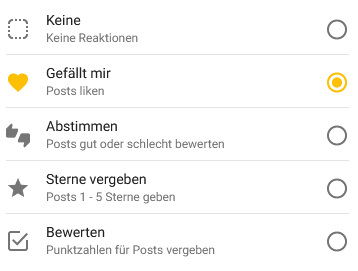 Keine
Keine Reaktionen
Gefällt mir
Posts liken
Abstimmen
Posts gut oder schlecht bewerten
Sterne vergeben
Posts 1 - 5 Sterne geben
Bewerten
Punktzahlen für Posts vergeben